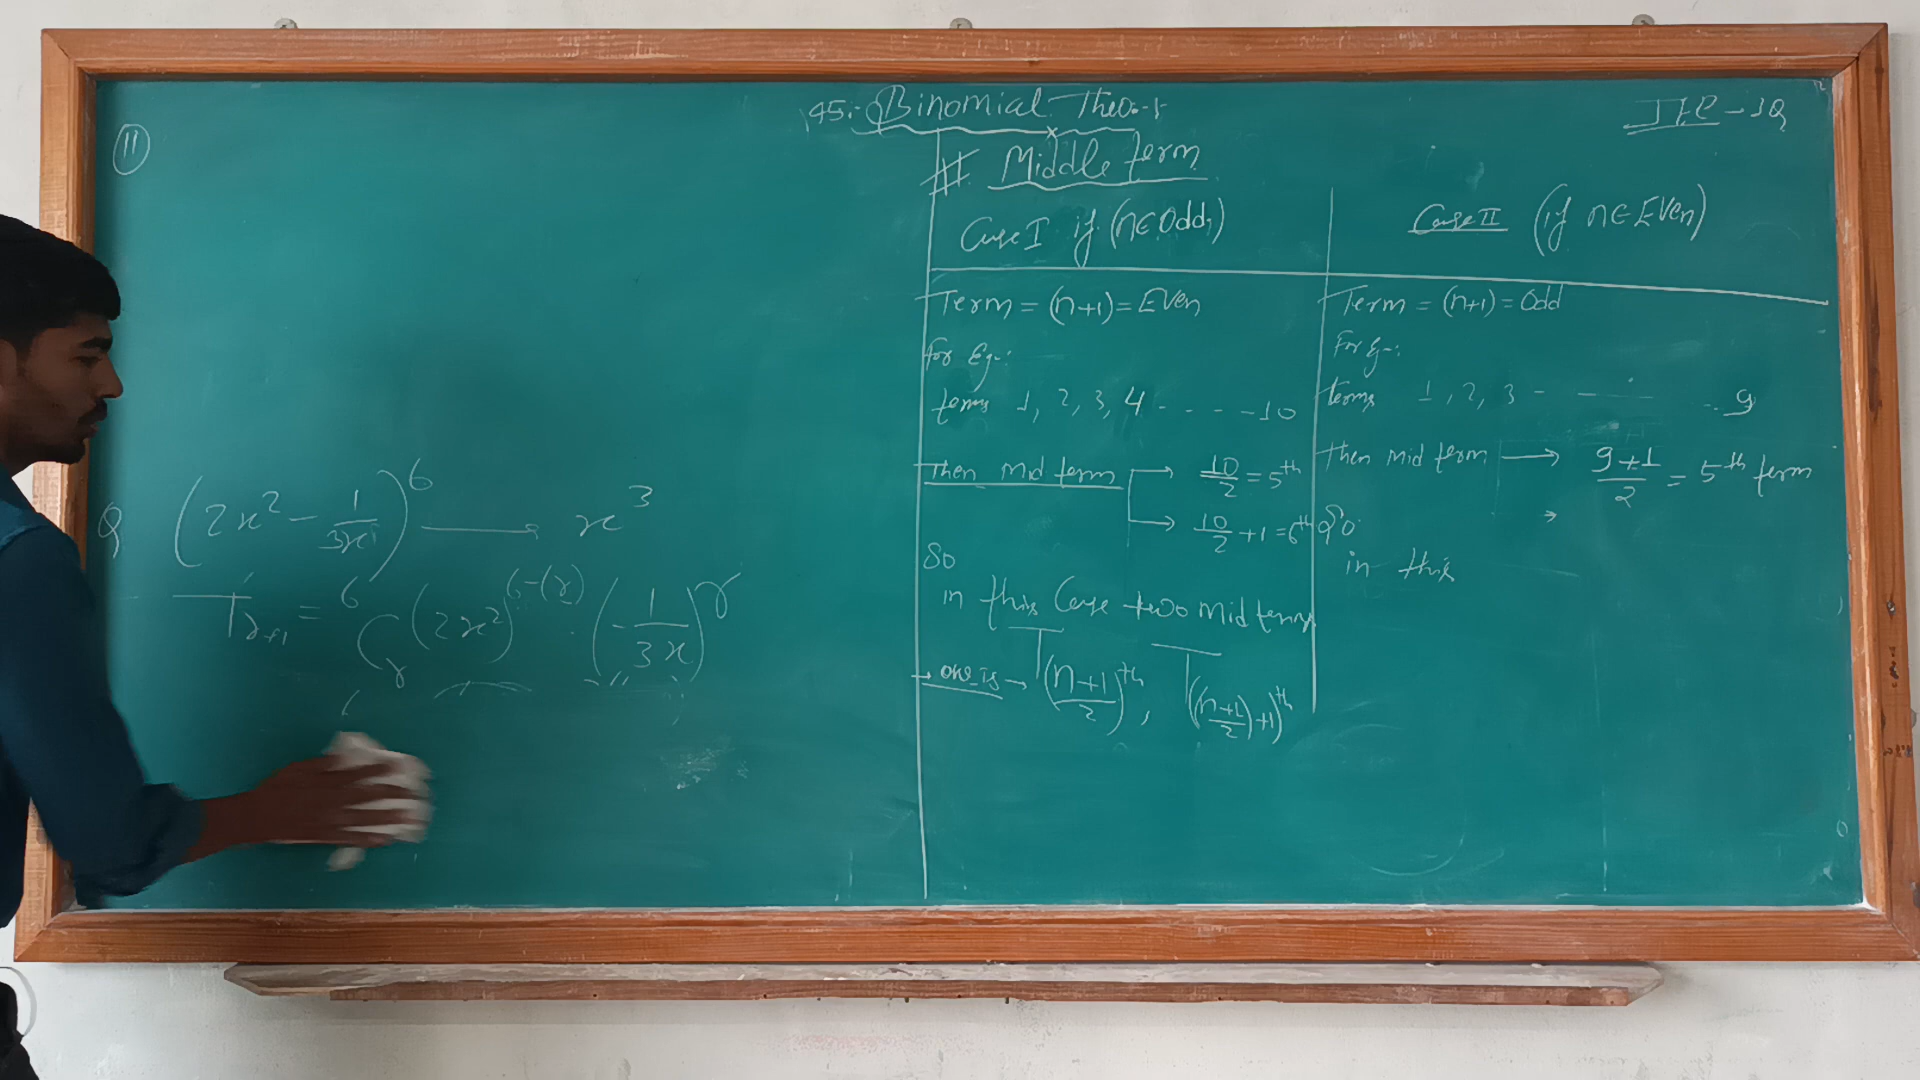 45:- Binomial Theo
11
# Middle term
Q (2x² - 1/3x)⁶ → x³
T_{r+1} = ⁶C_r (2x²)^{6-(r)} · (-1/3x)^r
Case I if (n∈Odd)
Term = (n+1) = Even
For Eg-:
terms 1, 2, 3, 4 - - - - - 10
Then mid term → 10/2 = 5th
→ 10/2 + 1 = 6th
So
in this Case two mid terms
→ one is → T((n+1)/2)th , T((n+1)/2 + 1)th
Case II (if n∈Even)
Term = (n+1) = Odd
For Eg-:
terms 1, 2, 3 - - - - - 9
Then mid term → 9+1/2 = 5th term
So
in this